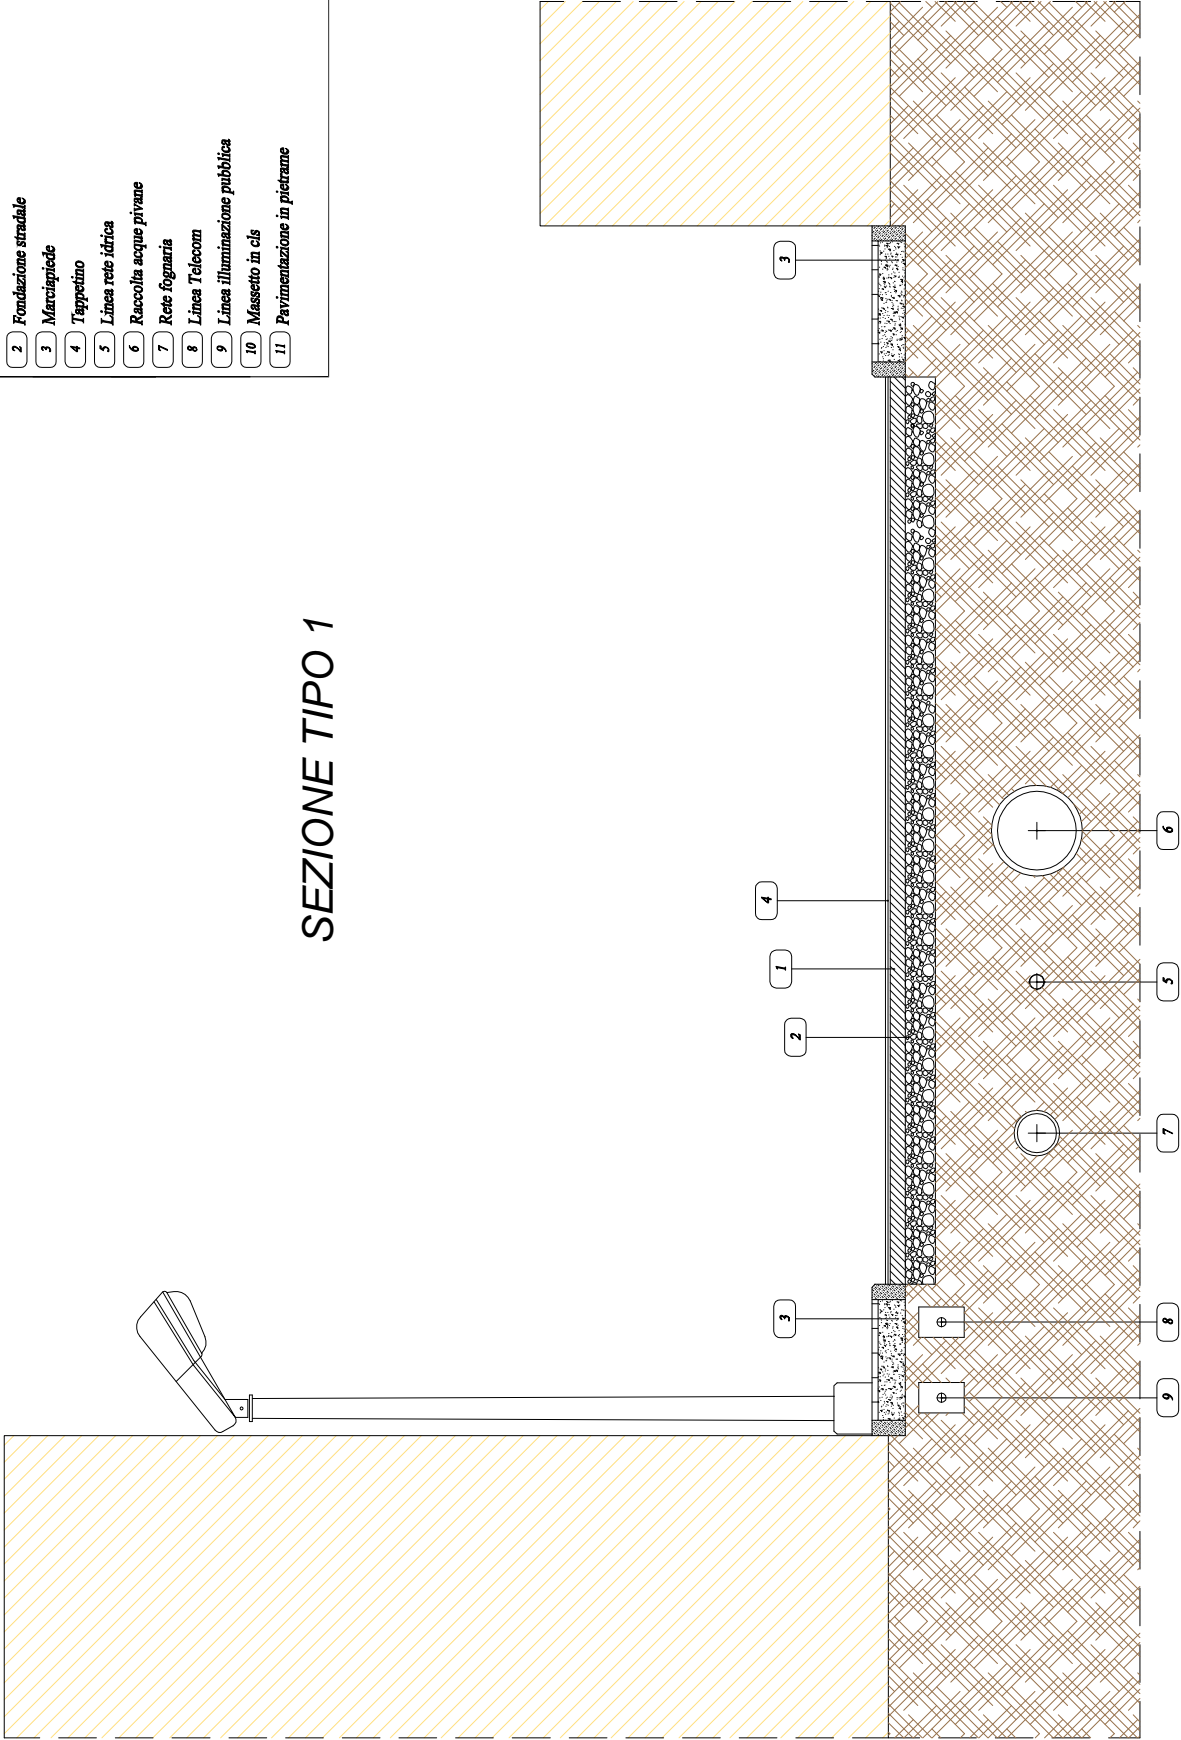 2 Fondazione stradale
3 Marciapiede
4 Tappetino
5 Linea rete idrica
6 Raccolta acque pivane
7 Rete fognaria
8 Linea Telecom
9 Linea illuminazione pubblica
10 Massetto in cls
11 Pavimentazione in pietrame
SEZIONE TIPO 1
4
1
2
3
3
9
8
7
5
6